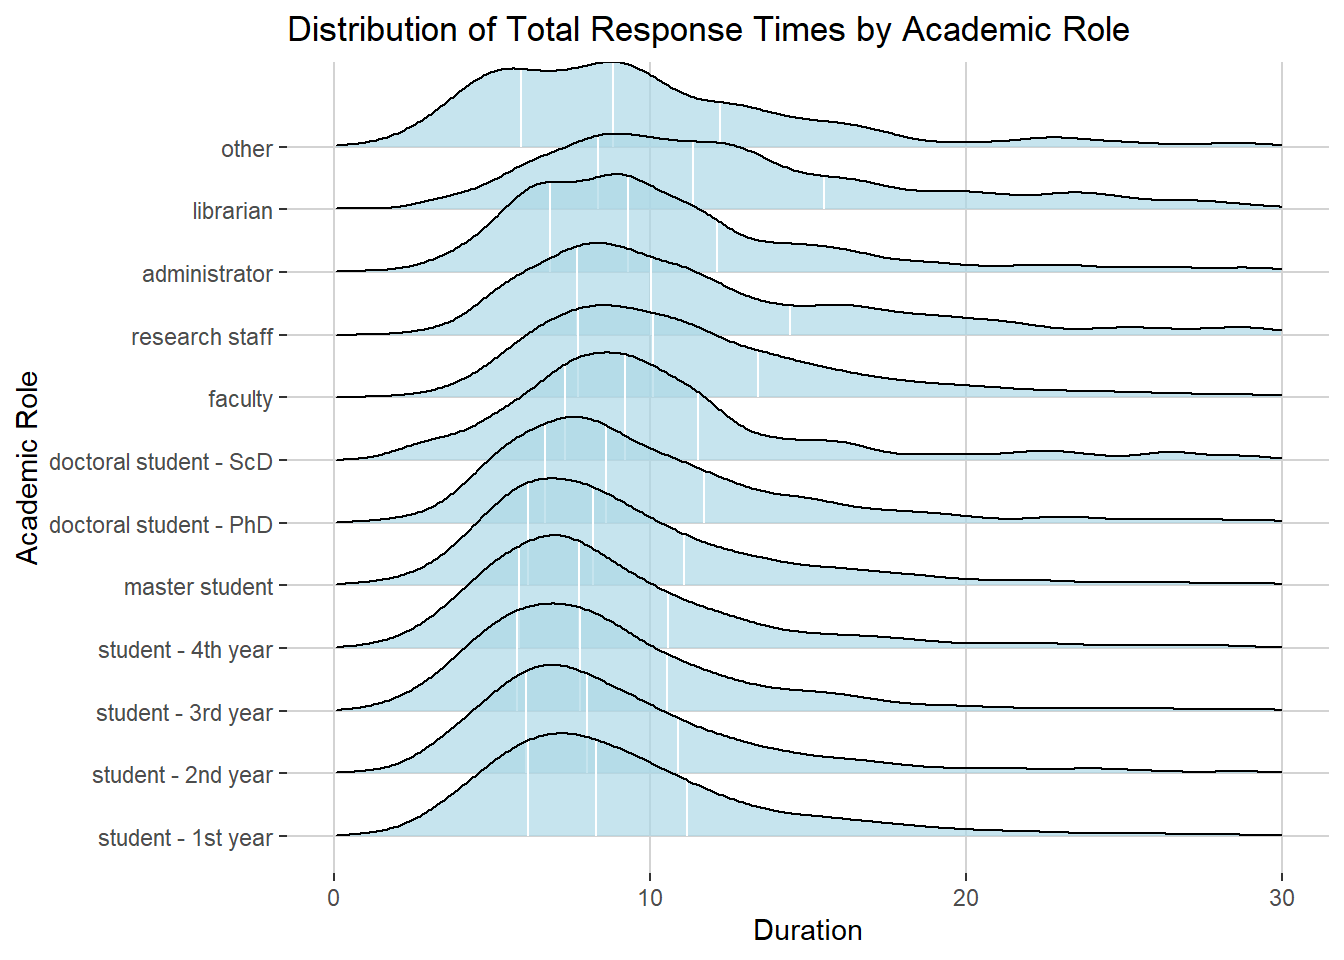 Distribution of Total Response Times by Academic Role
Academic Role
other
librarian
administrator
research staff
faculty
doctoral student - ScD
doctoral student - PhD
master student
student - 4th year
student - 3rd year
student - 2nd year
student - 1st year
0 10 20 30
Duration